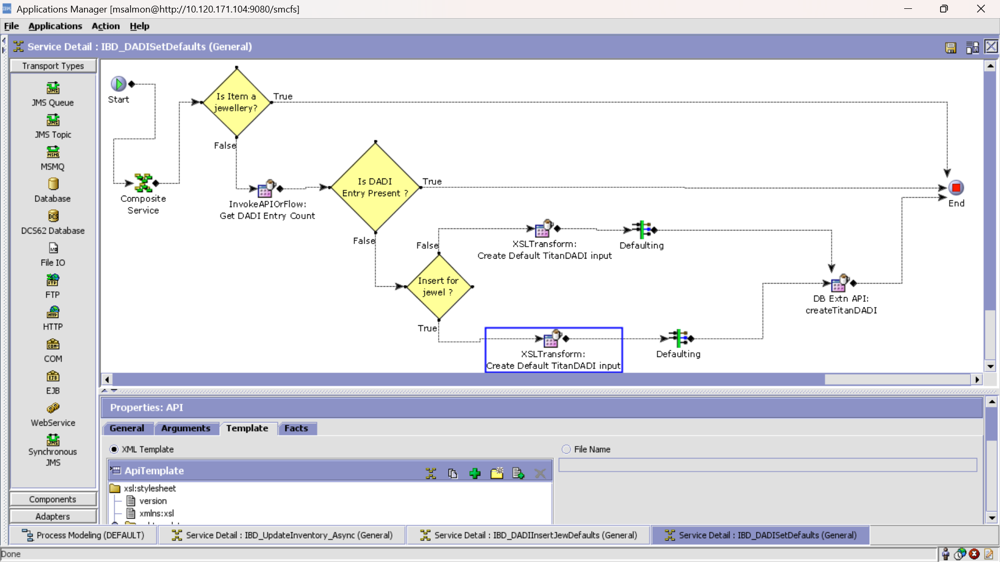 Applications Manager [msalmon@http://10.120.171.104:9080/smcfs]
File Applications Action Help
Service Detail : IBD_DADISetDefaults (General)
Transport Types
JMS Queue
JMS Topic
MSMQ
Database
DCS62 Database
File IO
FTP
HTTP
COM
EJB
WebService
Synchronous
JMS
Components
Adapters
Start
Is Item a
jewellery?
True
False
Composite
Service
InvokeAPIOrFlow:
Get DADI Entry Count
Is DADI
Entry Present ?
True
False
End
False
XSLTransform:
Create Default TitanDADI input
Defaulting
Insert for
jewel ?
True
DB Extn API:
createTitanDADI
XSLTransform:
Create Default TitanDADI input
Defaulting
Properties: API
General Arguments Template Facts
XML Template
File Name
ApiTemplate
xsl:stylesheet
version
xmlns:xsl
Process Modeling (DEFAULT)
Service Detail : IBD_UpdateInventory_Async (General)
Service Detail : IBD_DADIInsertJewDefaults (General)
Service Detail : IBD_DADISetDefaults (General)
Done